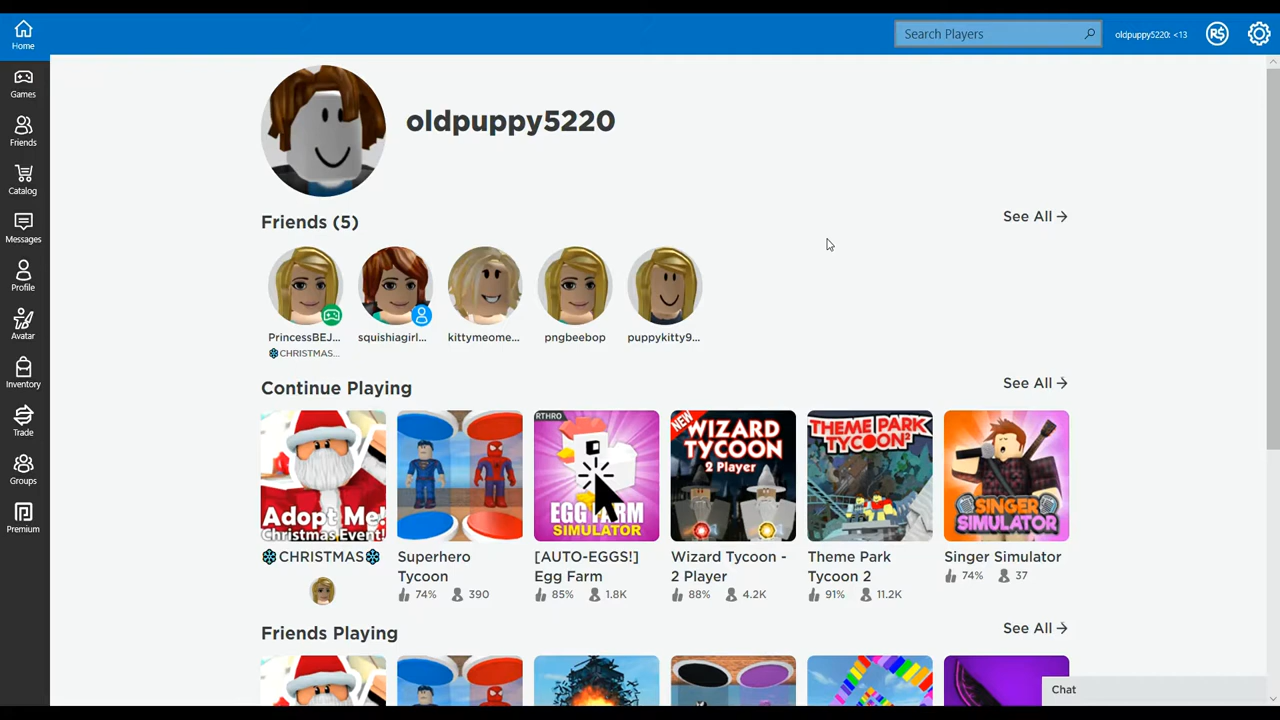 Home
Search Players
oldpuppy5220: <13
R$
Games
Friends
Catalog
Messages
Profile
Avatar
Inventory
Trade
Groups
Premium
oldpuppy5220
Friends (5)
See All →
PrincessBEJ...
squishiagirl...
kittymeome...
pngbeebop
puppykitty9...
❄CHRISTMAS...
Continue Playing
See All →
Adopt Me!
Christmas Event!
RTHRO
EGG FARM
SIMULATOR
NEW
WIZARD
TYCOON
2 Player
THEME PARK
TYCOON 2
SINGER
SIMULATOR
❄CHRISTMAS❄
Superhero
Tycoon
74% 390
[AUTO-EGGS!]
Egg Farm
85% 1.8K
Wizard Tycoon -
2 Player
88% 4.2K
Theme Park
Tycoon 2
91% 11.2K
Singer Simulator
74% 37
Friends Playing
See All →
Chat